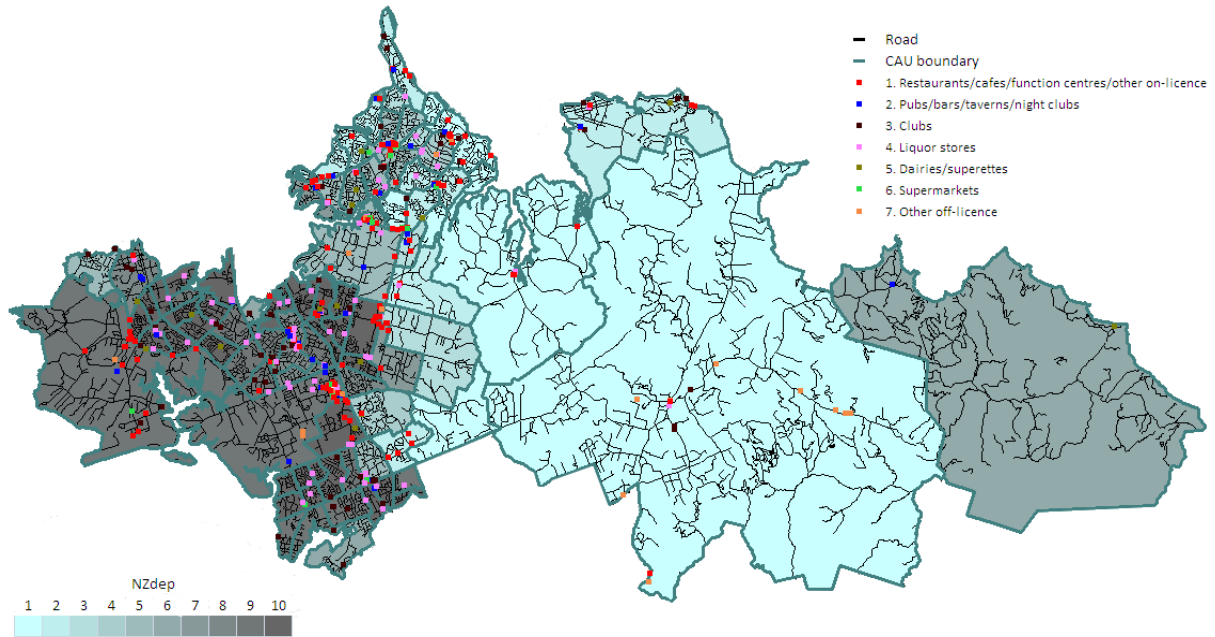 Road
CAU boundary
1. Restaurants/cafes/function centres/other on-licence
2. Pubs/bars/taverns/night clubs
3. Clubs
4. Liquor stores
5. Dairies/superettes
6. Supermarkets
7. Other off-licence
NZdep
1 2 3 4 5 6 7 8 9 10